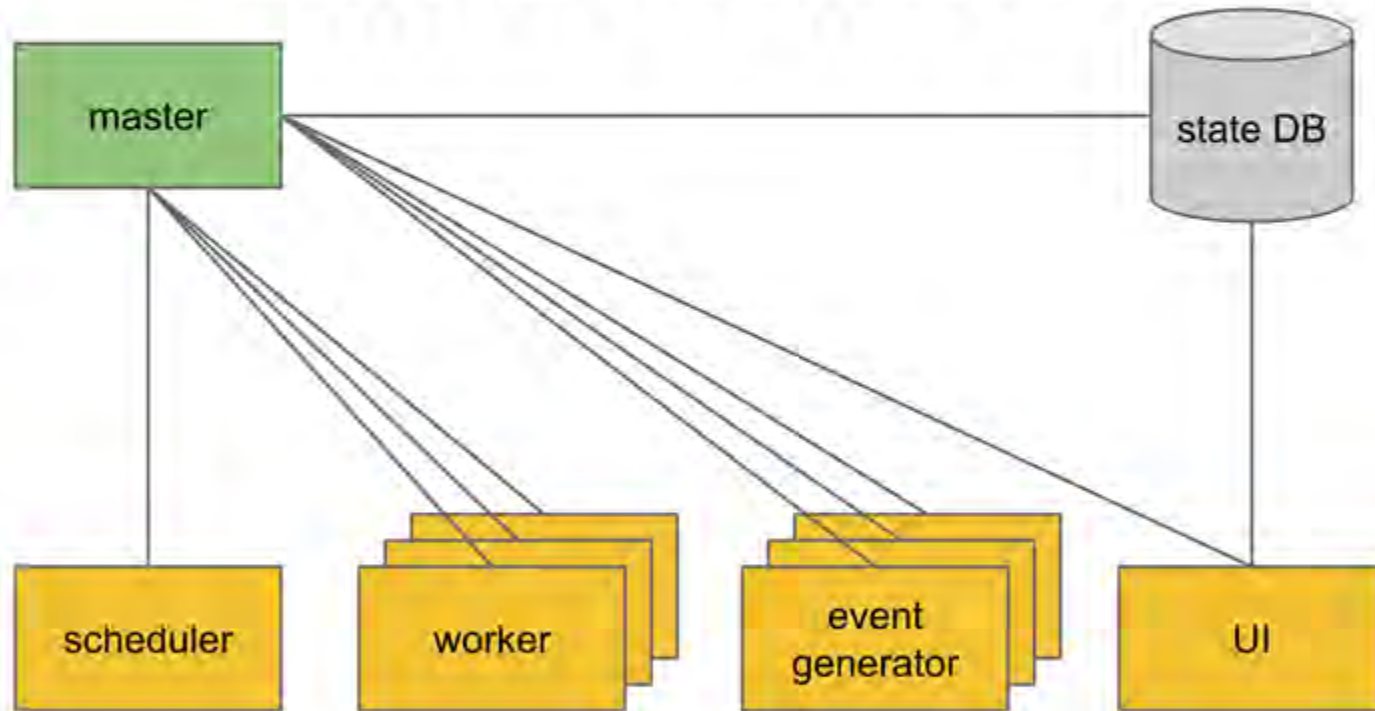 master
state DB
scheduler
worker
event
generator
UI